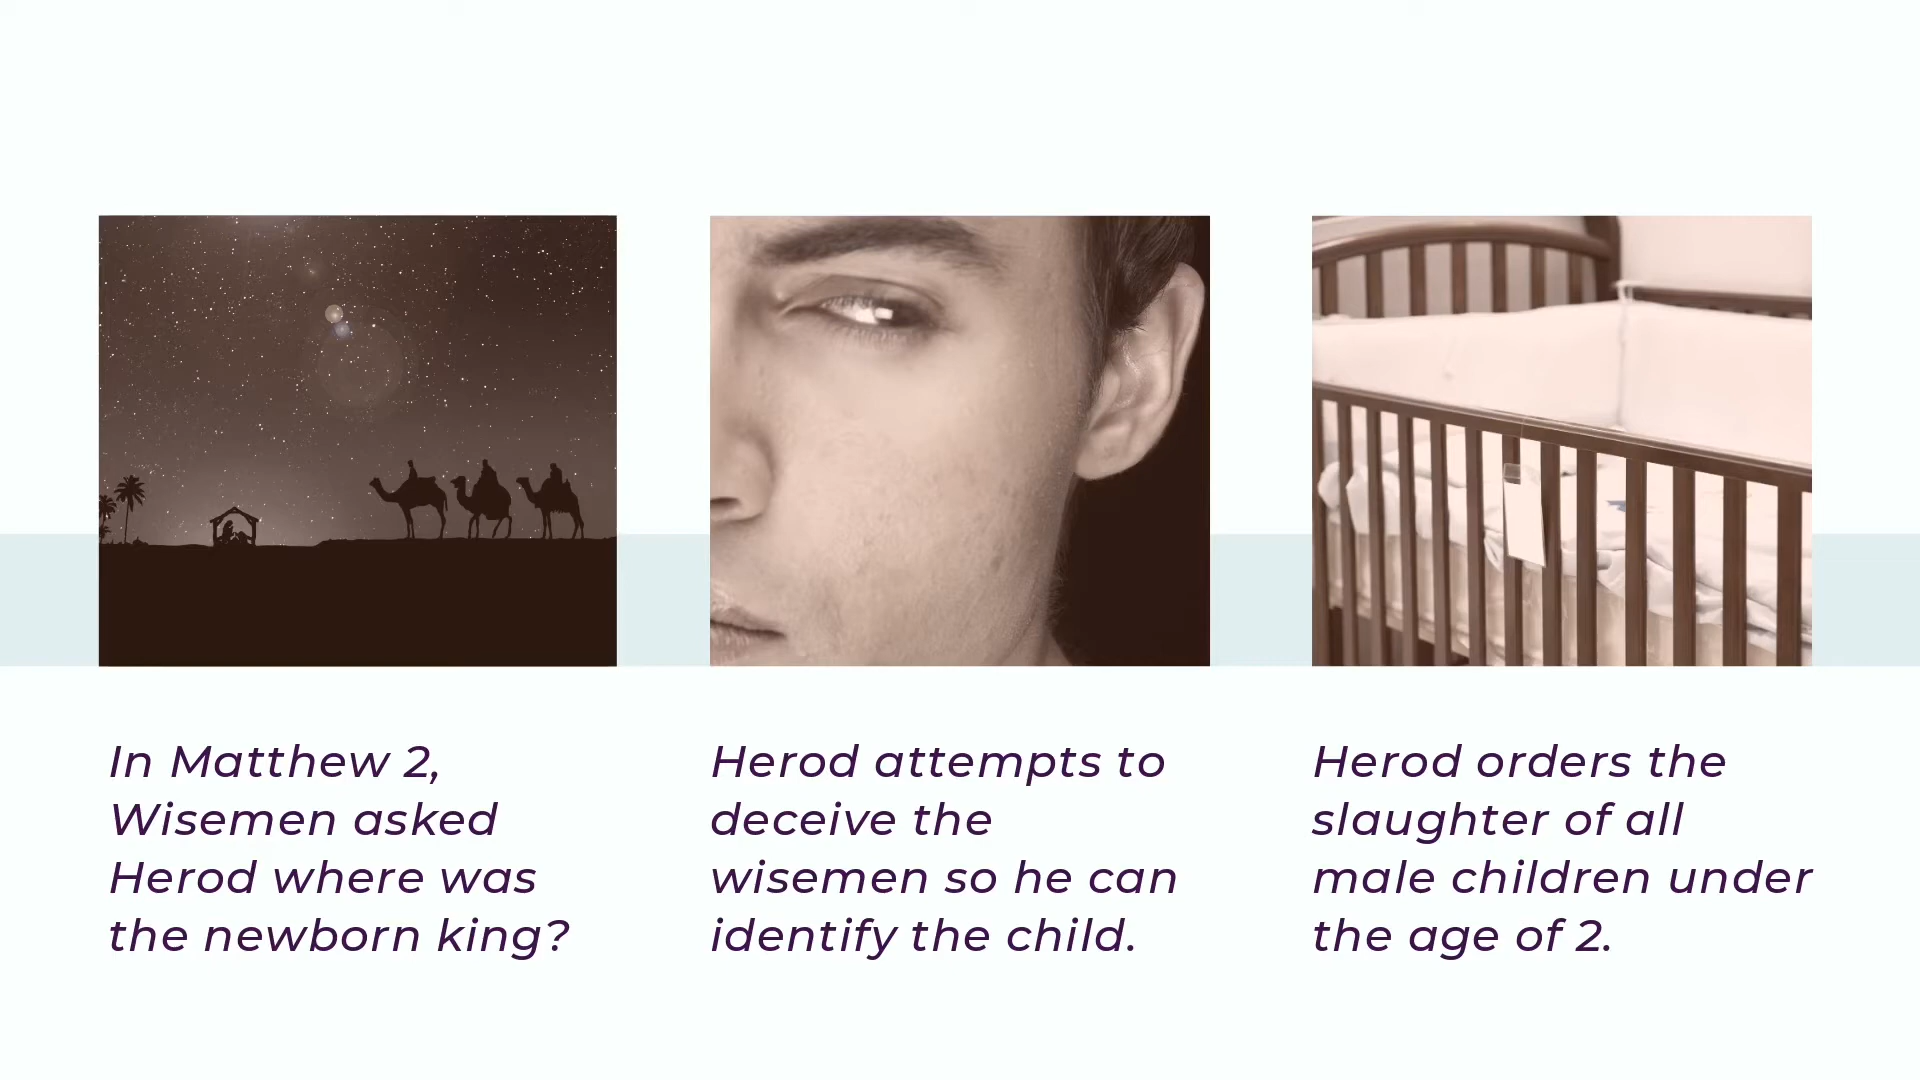 In Matthew 2,
Wisemen asked
Herod where was
the newborn king?
Herod attempts to
deceive the
wisemen so he can
identify the child.
Herod orders the
slaughter of all
male children under
the age of 2.